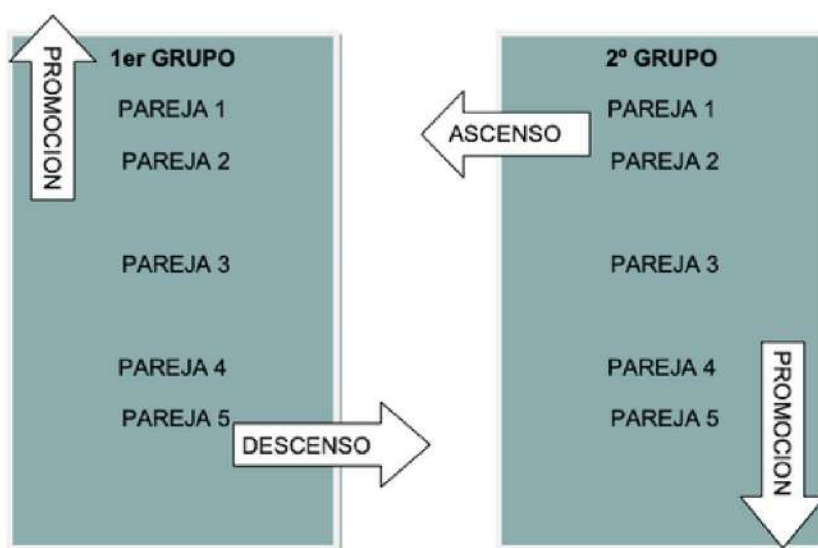 PROMOCION
1er GRUPO
PAREJA 1
PAREJA 2
PAREJA 3
PAREJA 4
PAREJA 5
DESCENSO
2º GRUPO
ASCENSO
PAREJA 1
PAREJA 2
PAREJA 3
PAREJA 4
PAREJA 5
PROMOCION